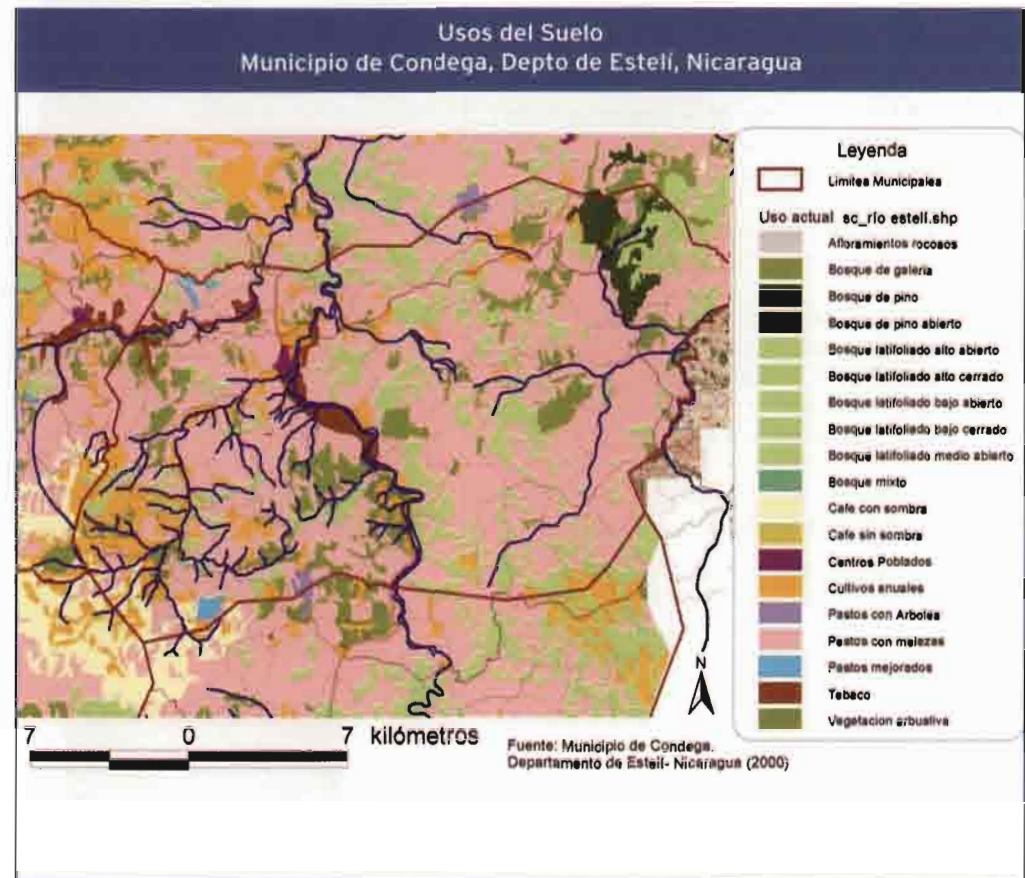 Usos del Suelo
Municipio de Condega, Depto de Estelí, Nicaragua
Leyenda
Limites Municipales
Uso actual sc_río estelí.shp
Afloramientos rocosos
Bosque de galeria
Bosque de pino
Bosque de pino abierto
Bosque latifoliado alto abierto
Bosque latifoliado alto cerrado
Bosque latifoliado bajo abierto
Bosque latifoliado bajo cerrado
Bosque latifoliado medio abierto
Bosque mixto
Cafe con sombra
Cafe sin sombra
Centros Poblados
Cultivos anuales
Pastos con Arboles
Pastos con malezas
Pastos mejorados
Tabaco
Vegetacion arbustiva
N
7 0 7 kilómetros
Fuente: Municipio de Condega.
Departamento de Estelí- Nicaragua (2000)